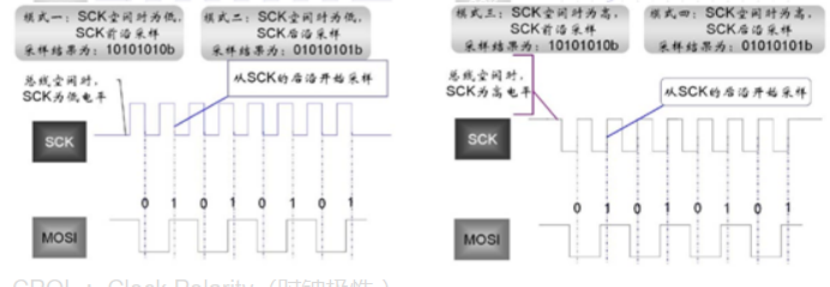 模式一：SCK空闲时为低，
SCK前沿采样
采样结果为：10101010b
模式二：SCK空闲时为低，
SCK后沿采样
采样结果为：01010101b
总线空闲时，
SCK为低电平
从SCK的后沿开始采样
SCK
0 1 0 1 0 1 0 1
MOSI
模式三：SCK空闲时为高，
SCK前沿采样
采样结果为：10101010b
模式四：SCK空闲时为高，
SCK后沿采样
采样结果为：01010101b
总线空闲时，
SCK为高电平
从SCK的后沿开始采样
SCK
0 1 0 1 0 1 0 1
MOSI
CPOL： Clock Polarity（时钟极性）